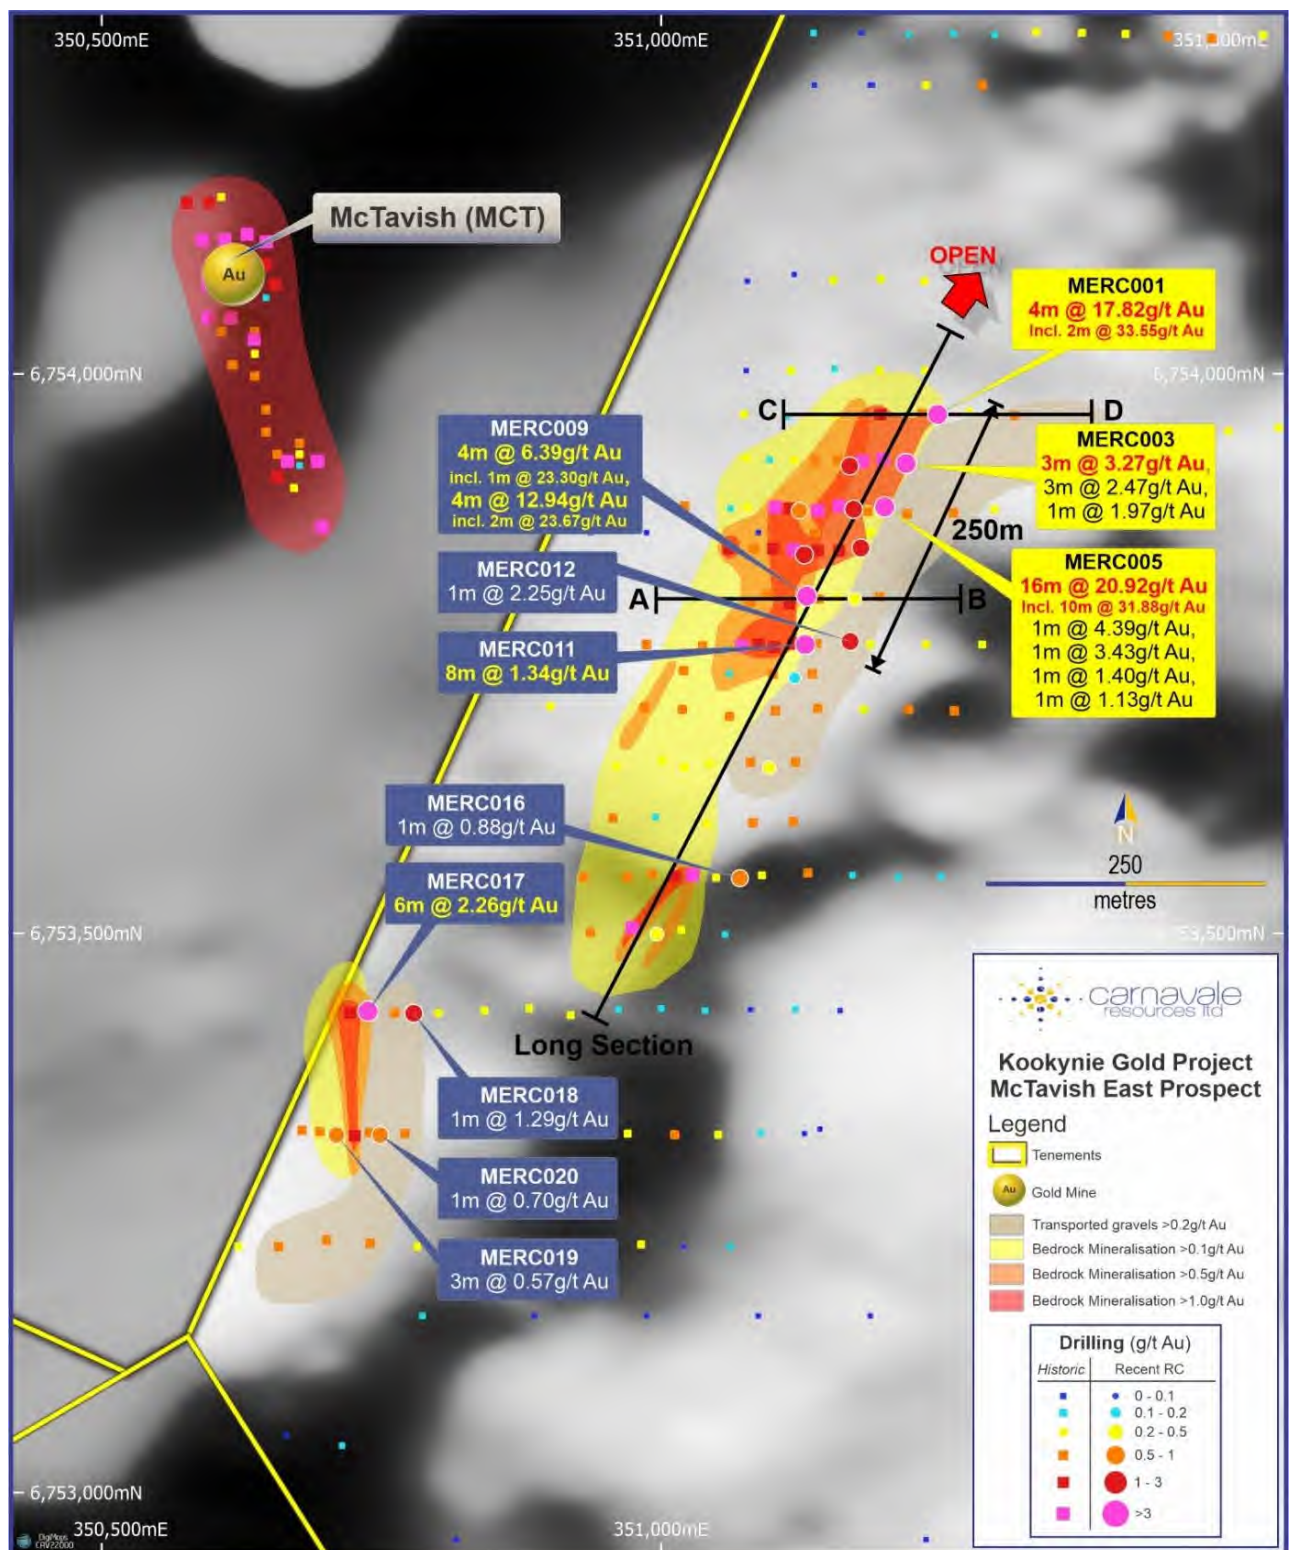 350,500mE
351,000mE
McTavish (MCT)
Au
OPEN
MERC001
4m @ 17.82g/t Au
Incl. 2m @ 33.55g/t Au
6,754,000mN
6,754,000mN
C
D
MERC009
4m @ 6.39g/t Au
incl. 1m @ 23.30g/t Au,
4m @ 12.94g/t Au
incl. 2m @ 23.67g/t Au
MERC003
3m @ 3.27g/t Au,
3m @ 2.47g/t Au,
1m @ 1.97g/t Au
250m
MERC012
1m @ 2.25g/t Au
MERC005
16m @ 20.92g/t Au
Incl. 10m @ 31.88g/t Au
1m @ 4.39g/t Au,
1m @ 3.43g/t Au,
1m @ 1.40g/t Au,
1m @ 1.13g/t Au
A
B
MERC011
8m @ 1.34g/t Au
MERC016
1m @ 0.88g/t Au
N
250
metres
MERC017
6m @ 2.26g/t Au
6,753,500mN
53,500mN
Long Section
MERC018
1m @ 1.29g/t Au
MERC020
1m @ 0.70g/t Au
MERC019
3m @ 0.57g/t Au
carnavale
resources ltd
Kookynie Gold Project
McTavish East Prospect
Legend
Tenements
Au Gold Mine
Transported gravels >0.2g/t Au
Bedrock Mineralisation >0.1g/t Au
Bedrock Mineralisation >0.5g/t Au
Bedrock Mineralisation >1.0g/t Au
Drilling (g/t Au)
Historic Recent RC
0 - 0.1
0.1 - 0.2
0.2 - 0.5
0.5 - 1
1 - 3
>3
6,753,000mN
350,500mE
351,000mE
DigiMaps
CAV22000